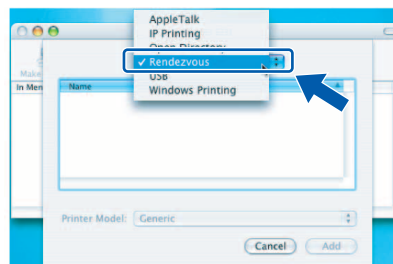 AppleTalk
IP Printing
Open Directory
✓ Rendezvous
USB
Windows Printing
Make
In Men
Name
Printer Model: Generic
Cancel Add